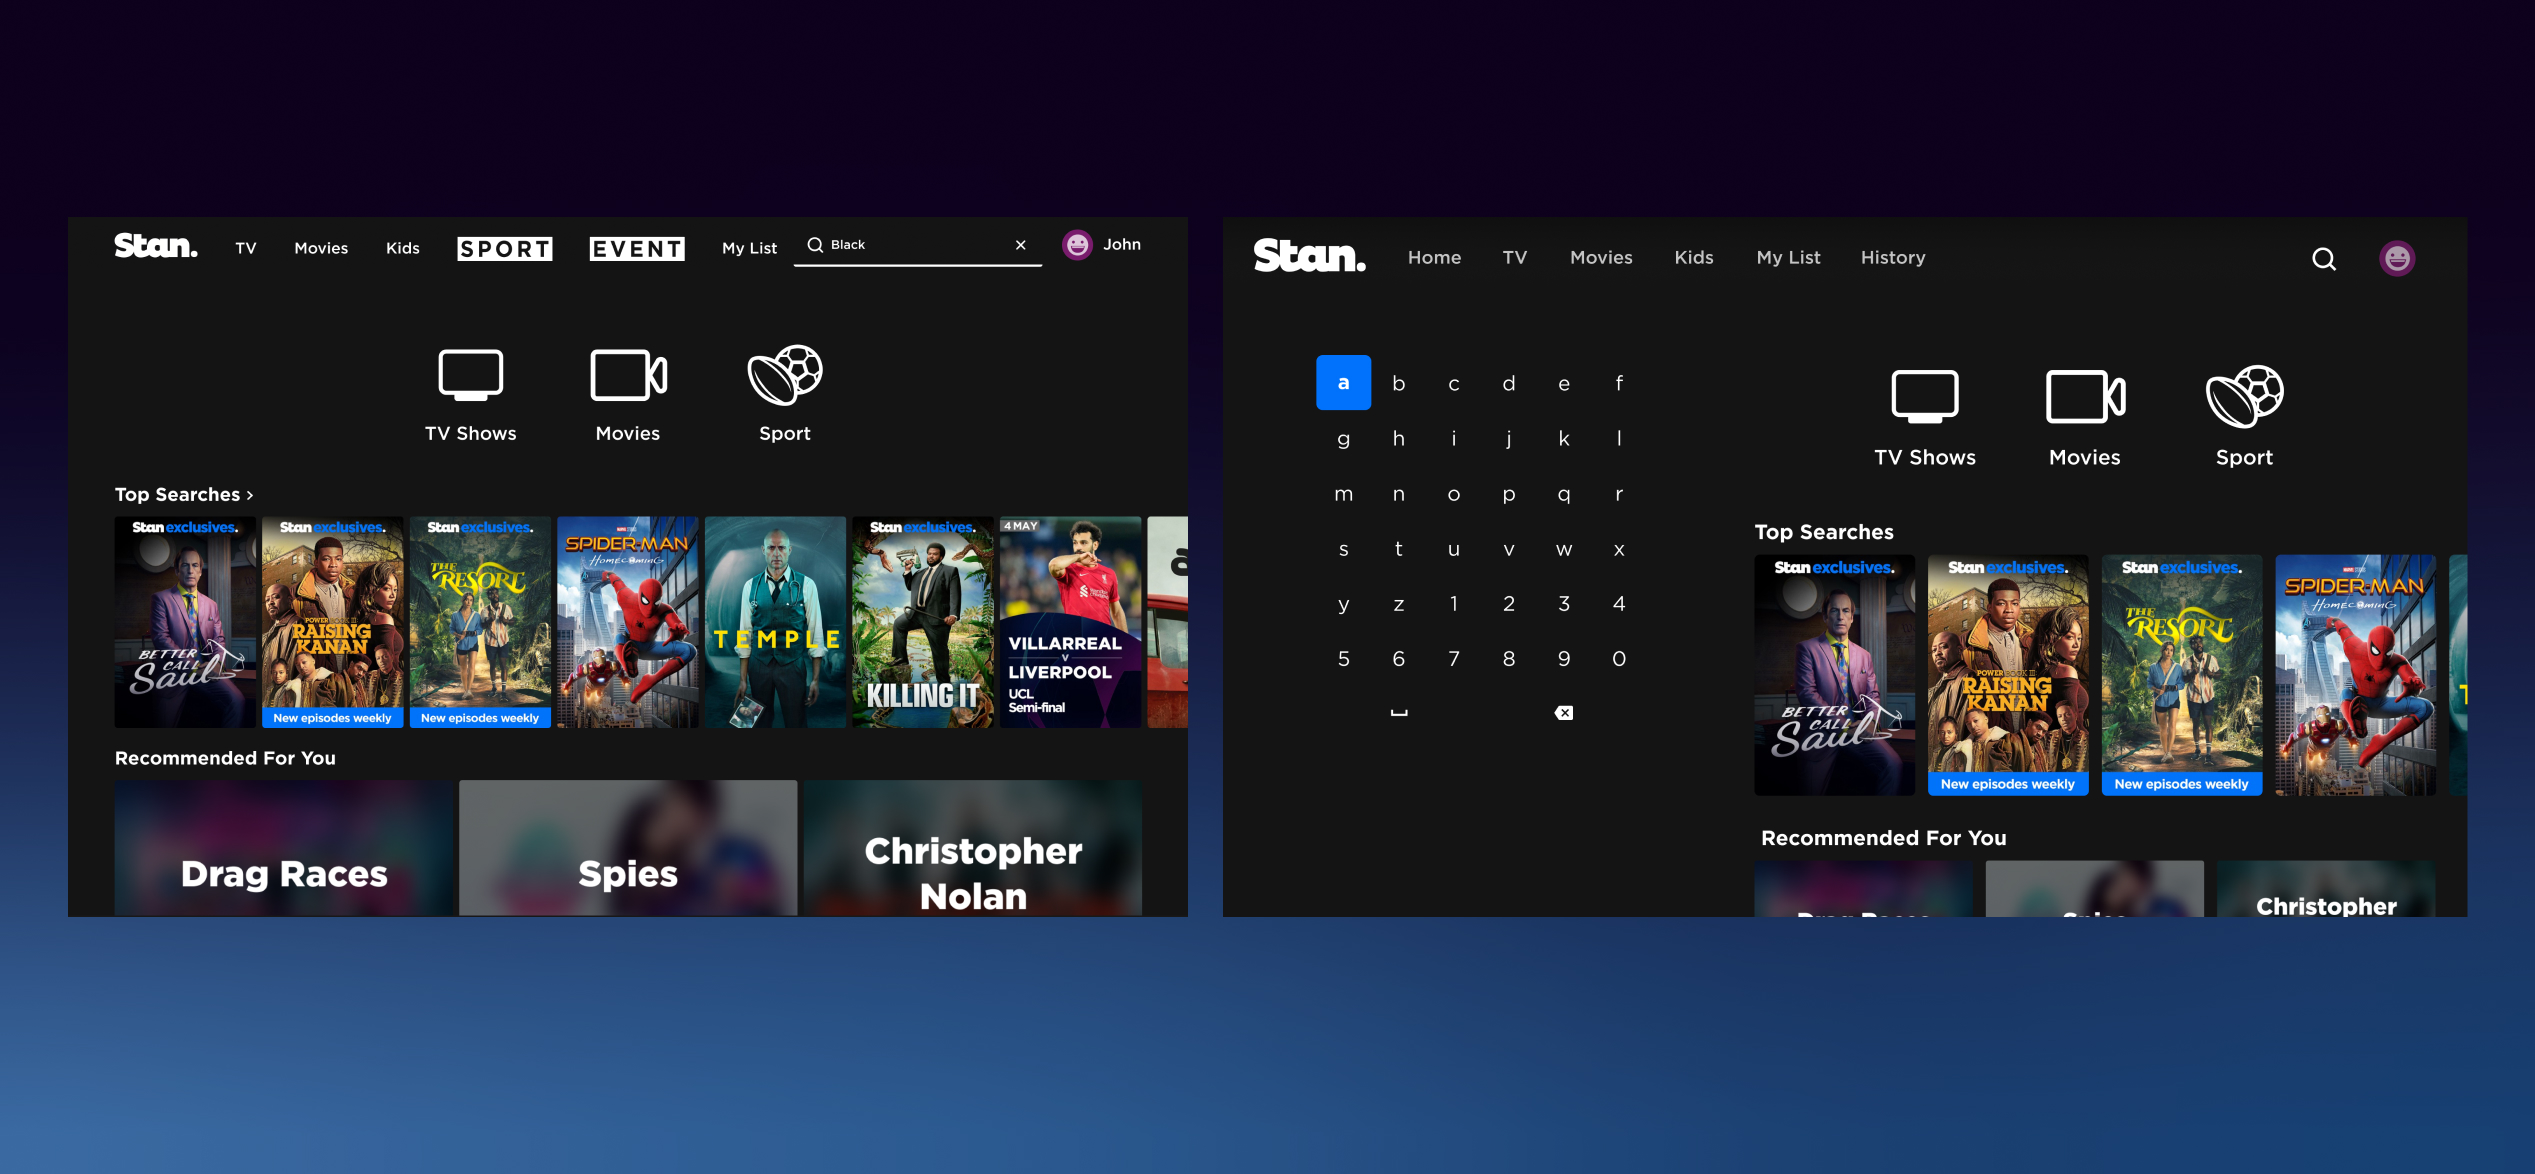 Stan. TV Movies Kids SPORT EVENT My List Black × John
TV Shows Movies Sport
Top Searches ›
Stan exclusives.
BETTER
CALL
Saul
Stan exclusives.
POWER BOOK III
RAISING
KANAN
New episodes weekly
Stan exclusives.
THE
RESORT
New episodes weekly
SPIDER-MAN
HOMECOMING
TEMPLE
Stan exclusives.
KILLING IT
4 MAY
VILLARREAL
V
LIVERPOOL
UCL
Semi-final
a
Recommended For You
Drag Races
Spies
Christopher
Nolan
Stan. Home TV Movies Kids My List History
a b c d e f
g h i j k l
m n o p q r
s t u v w x
y z 1 2 3 4
5 6 7 8 9 0
TV Shows Movies Sport
Top Searches
Stan exclusives.
BETTER
CALL
Saul
Stan exclusives.
POWER BOOK III
RAISING
KANAN
New episodes weekly
Stan exclusives.
THE
RESORT
New episodes weekly
SPIDER-MAN
HOMECOMING
T
Recommended For You
Drag Races
Spies
Christopher